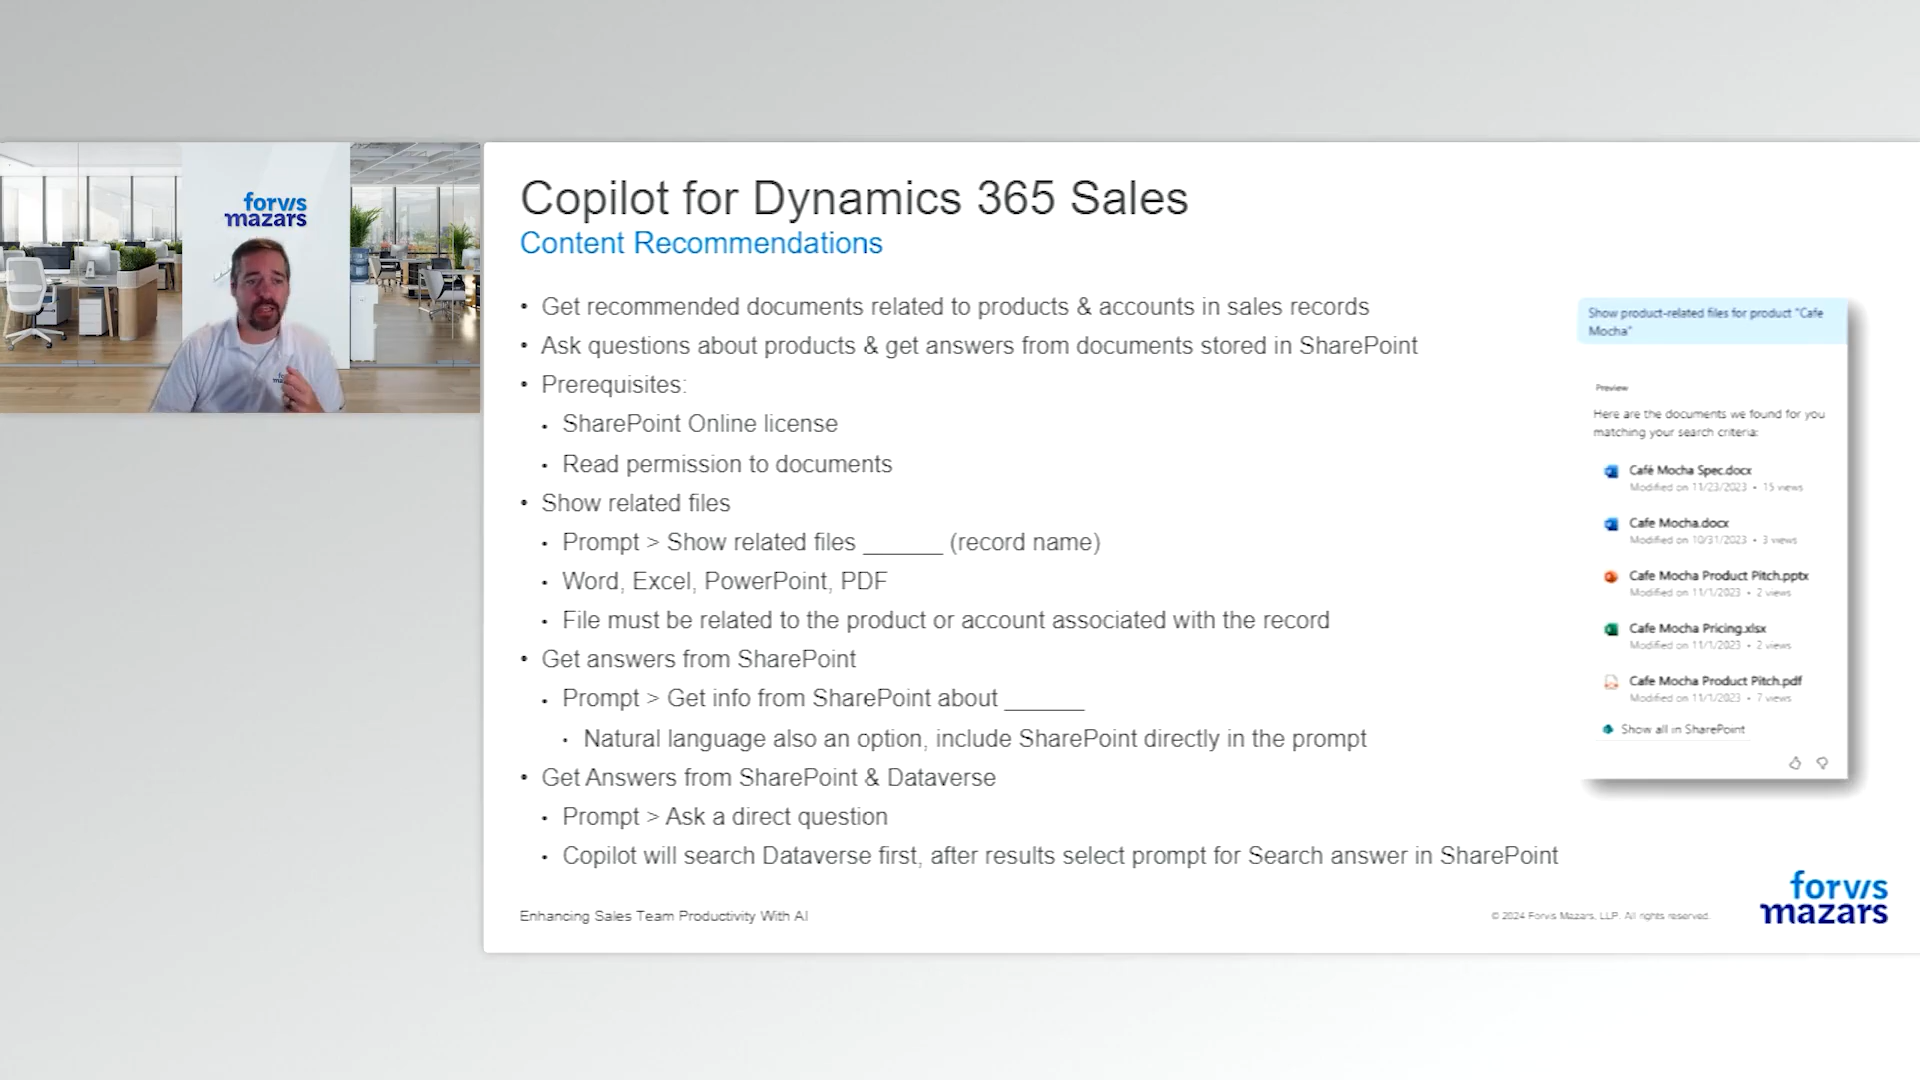 forvis
mazars
Copilot for Dynamics 365 Sales
Content Recommendations
• Get recommended documents related to products & accounts in sales records
• Ask questions about products & get answers from documents stored in SharePoint
• Prerequisites:
• SharePoint Online license
• Read permission to documents
• Show related files
• Prompt > Show related files ______ (record name)
• Word, Excel, PowerPoint, PDF
• File must be related to the product or account associated with the record
• Get answers from SharePoint
• Prompt > Get info from SharePoint about ______
• Natural language also an option, include SharePoint directly in the prompt
• Get Answers from SharePoint & Dataverse
• Prompt > Ask a direct question
• Copilot will search Dataverse first, after results select prompt for Search answer in SharePoint
Show product-related files for product "Cafe
Mocha"
Preview
Here are the documents we found for you
matching your search criteria:
Café Mocha Spec.docx
Modified on 11/23/2023 • 15 views
Cafe Mocha.docx
Modified on 10/31/2023 • 3 views
Cafe Mocha Product Pitch.pptx
Modified on 11/1/2023 • 2 views
Cafe Mocha Pricing.xlsx
Modified on 11/1/2023 • 2 views
Cafe Mocha Product Pitch.pdf
Modified on 11/1/2023 • 7 views
Show all in SharePoint
Enhancing Sales Team Productivity With AI
© 2024 Forvis Mazars, LLP. All rights reserved.
forvis
mazars